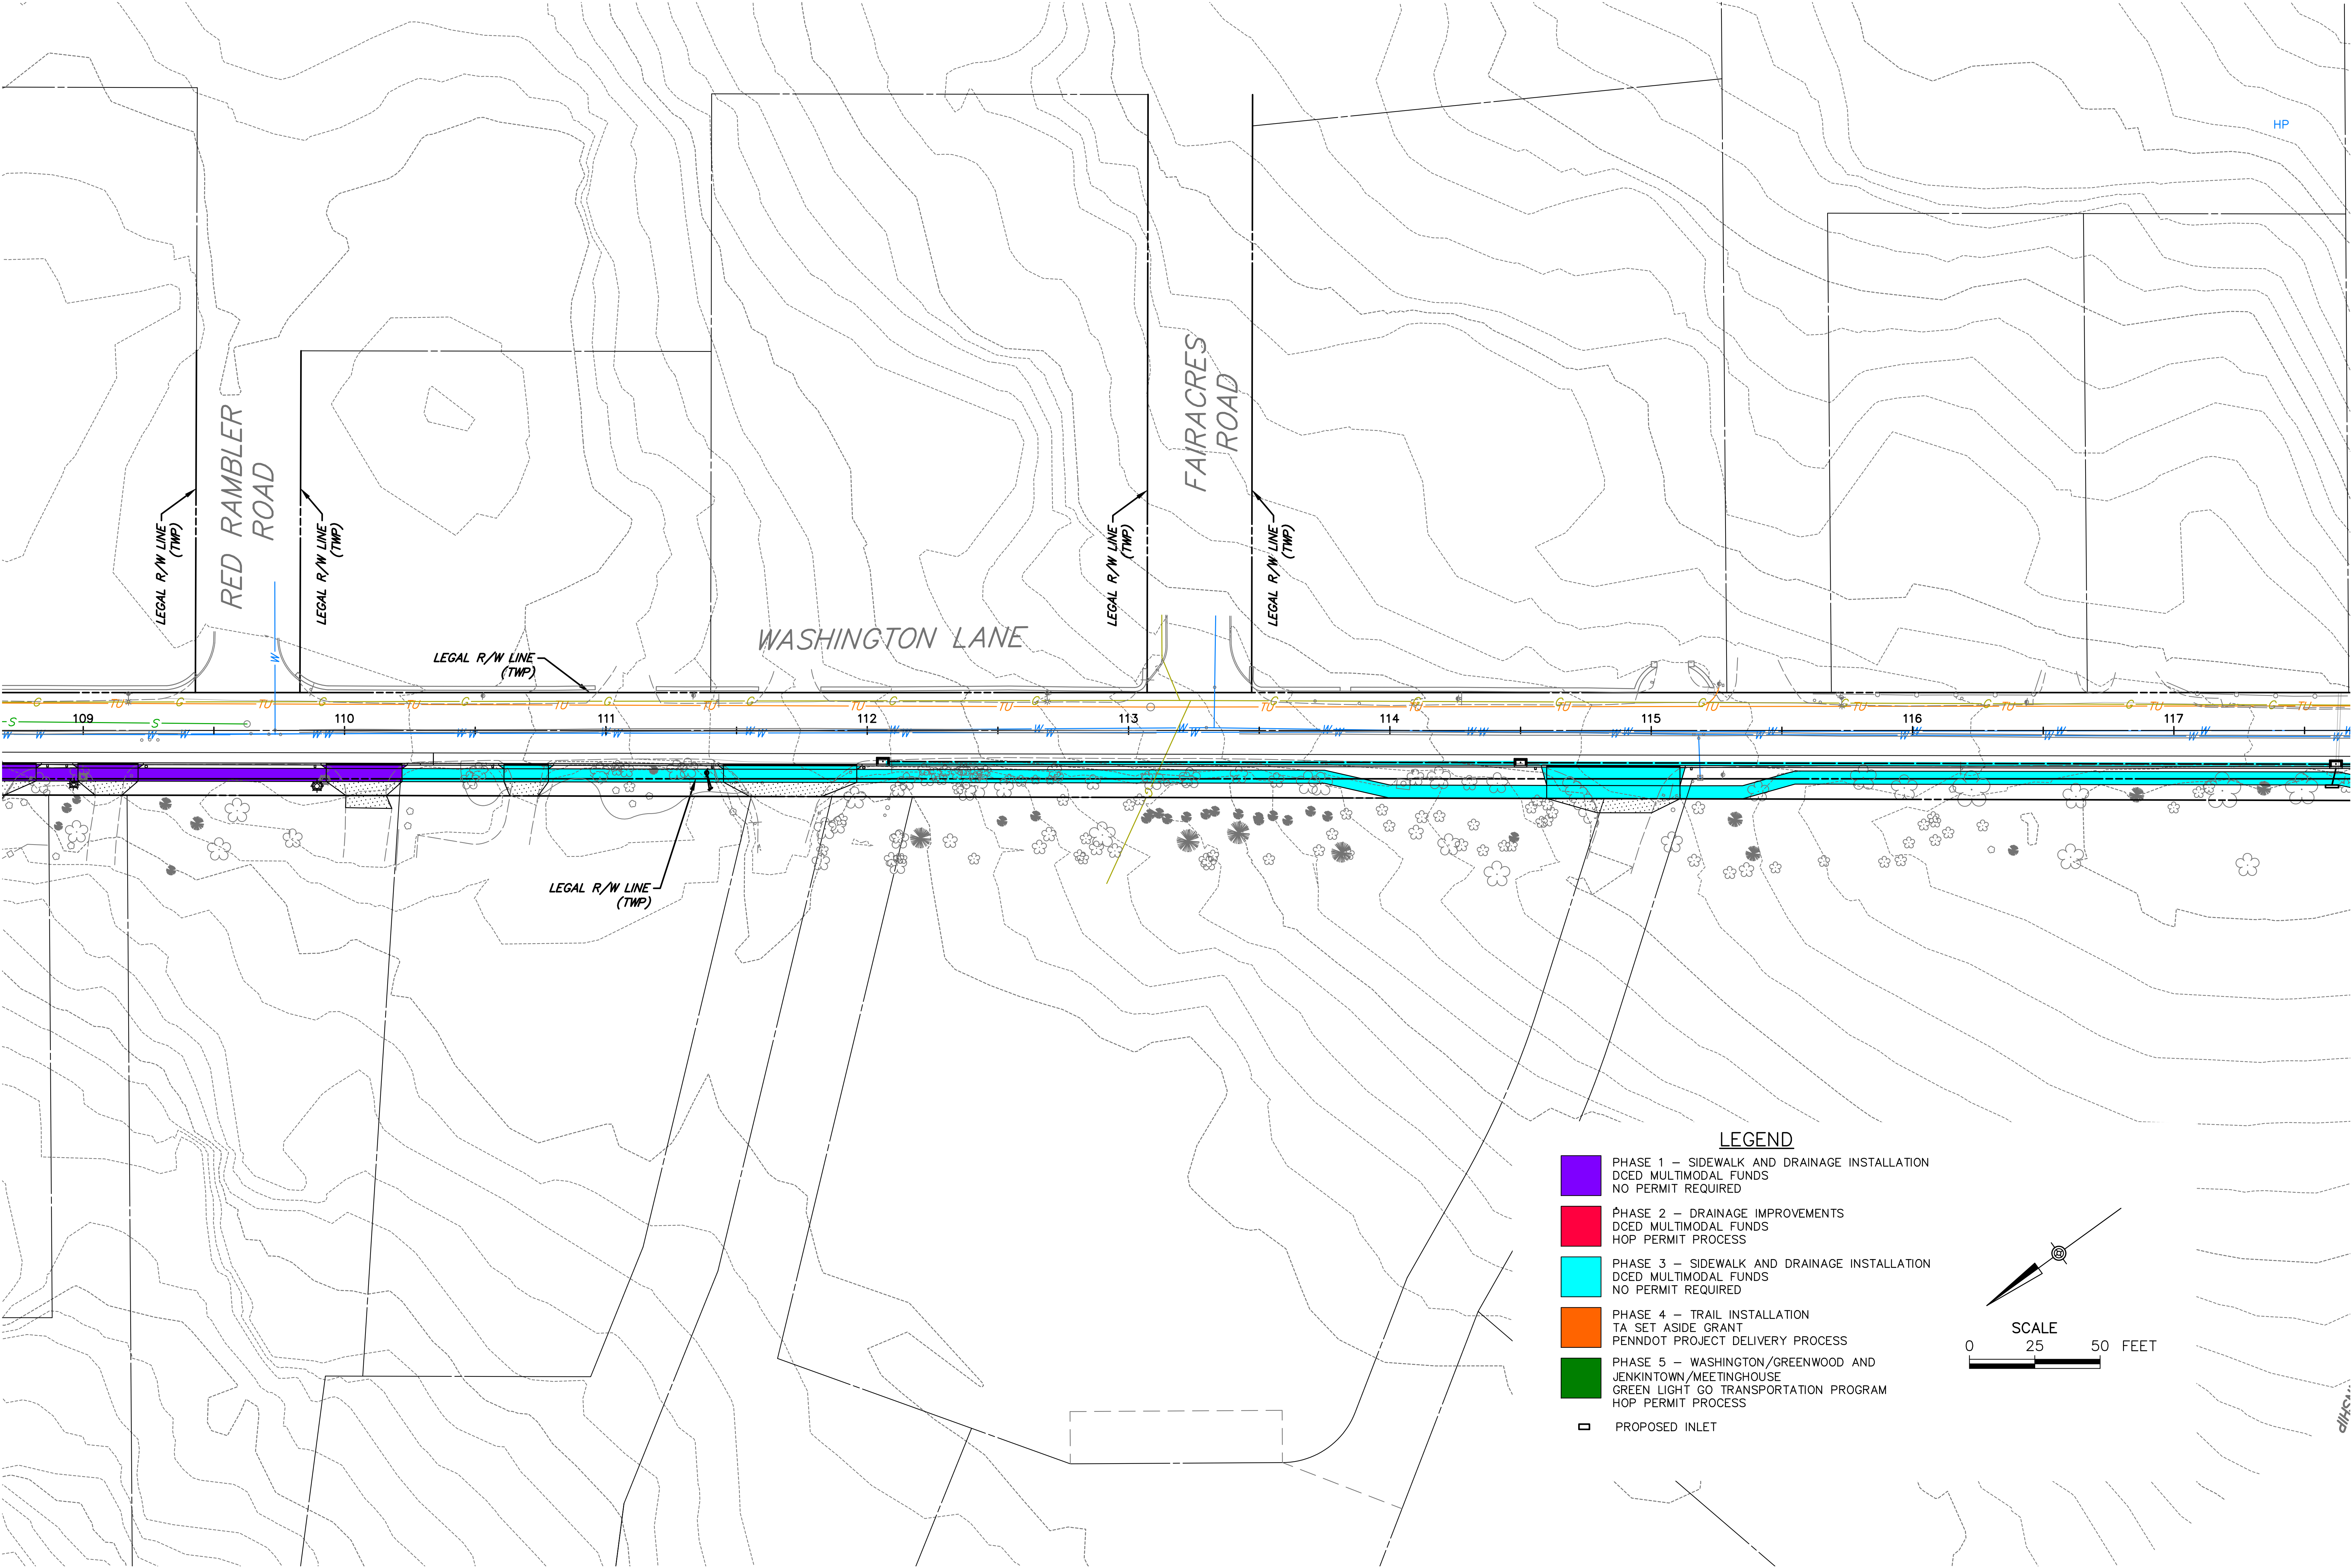 HP
RED RAMBLER
ROAD
FAIRACRES
ROAD
LEGAL R/W LINE
(TWP)
LEGAL R/W LINE
(TWP)
LEGAL R/W LINE
(TWP)
LEGAL R/W LINE
(TWP)
WASHINGTON LANE
LEGAL R/W LINE
(TWP)
109 110 111 112 113 114 115 116 117
LEGAL R/W LINE
(TWP)
LEGEND
PHASE 1 – SIDEWALK AND DRAINAGE INSTALLATION
DCED MULTIMODAL FUNDS
NO PERMIT REQUIRED
PHASE 2 – DRAINAGE IMPROVEMENTS
DCED MULTIMODAL FUNDS
HOP PERMIT PROCESS
PHASE 3 – SIDEWALK AND DRAINAGE INSTALLATION
DCED MULTIMODAL FUNDS
NO PERMIT REQUIRED
PHASE 4 – TRAIL INSTALLATION
TA SET ASIDE GRANT
PENNDOT PROJECT DELIVERY PROCESS
PHASE 5 – WASHINGTON/GREENWOOD AND
JENKINTOWN/MEETINGHOUSE
GREEN LIGHT GO TRANSPORTATION PROGRAM
HOP PERMIT PROCESS
PROPOSED INLET
SCALE
0 25 50 FEET